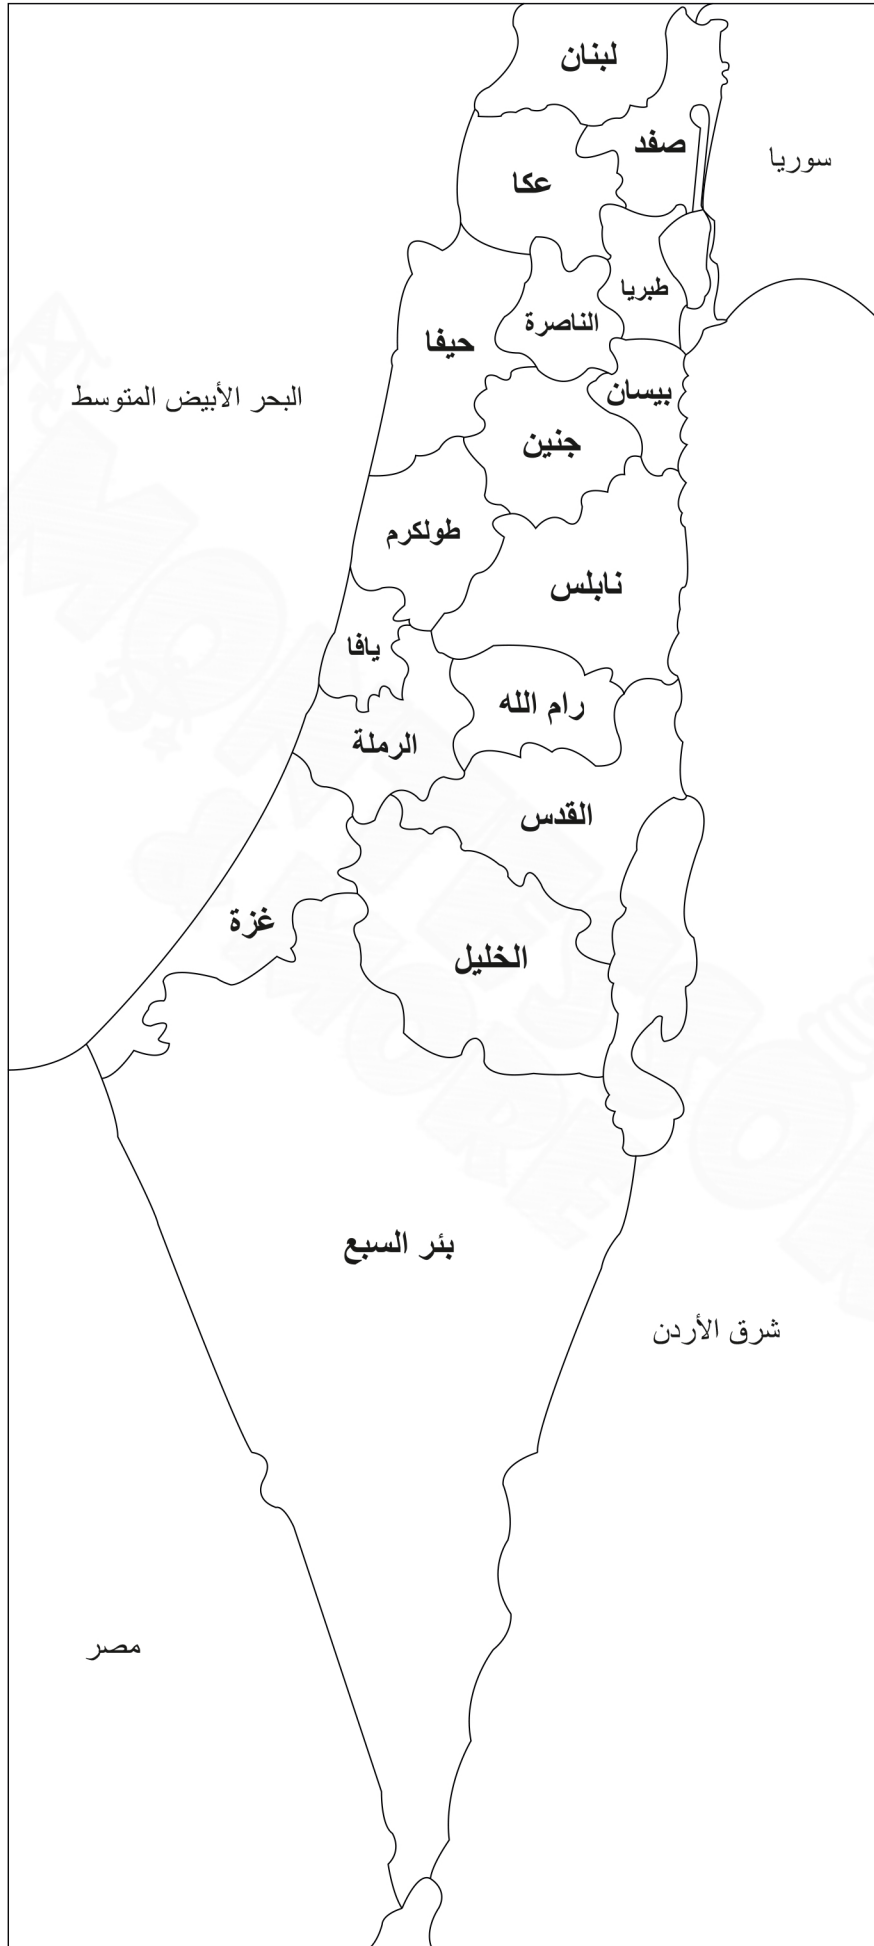 لبنان
صفد
سوريا
عكا
طبريا
الناصرة
حيفا
بيسان
البحر الأبيض المتوسط
جنين
طولكرم
نابلس
يافا
رام الله
الرملة
القدس
غزة
الخليل
بئر السبع
شرق الأردن
مصر